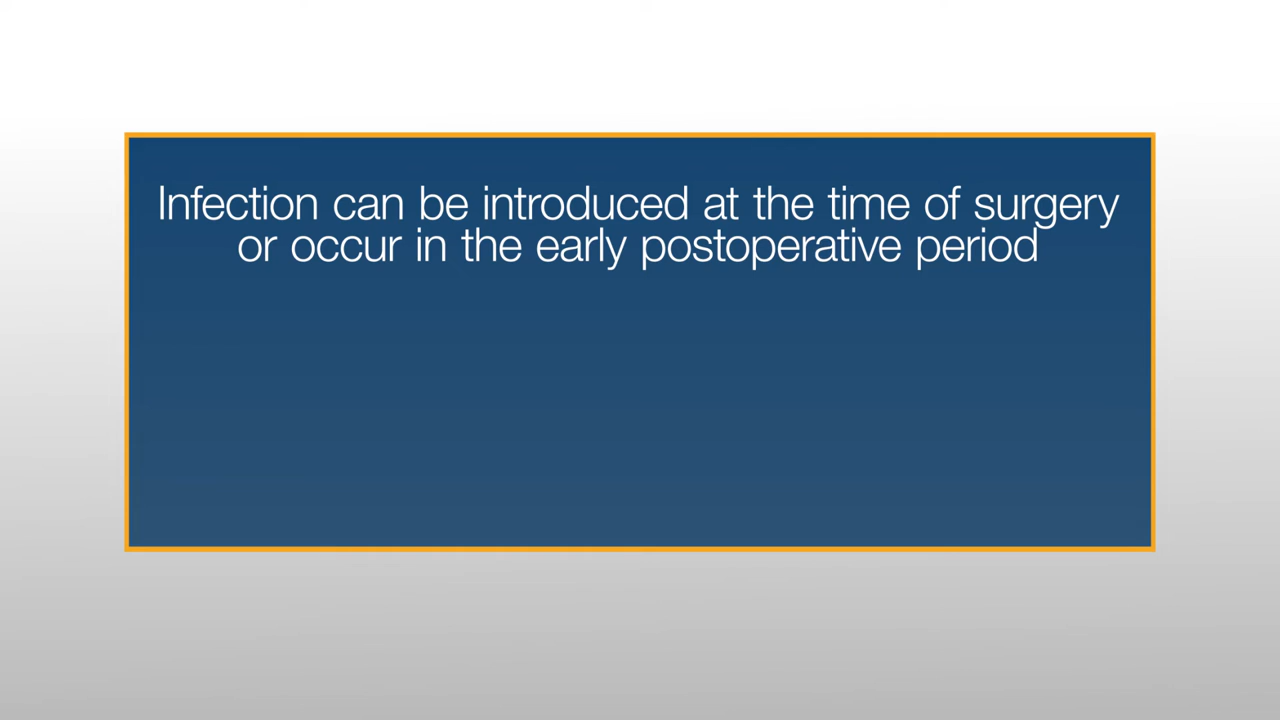 Infection can be introduced at the time of surgery
or occur in the early postoperative period